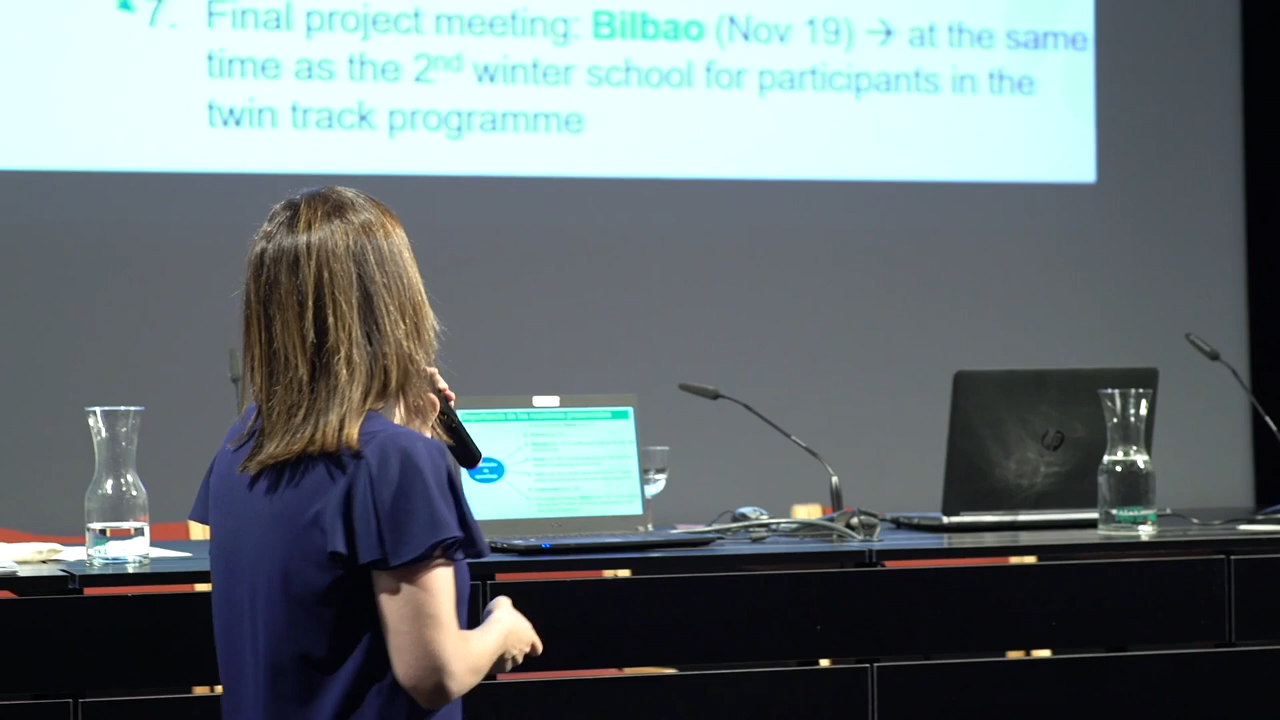 7. Final project meeting: Bilbao (Nov 19) → at the same
time as the 2nd winter school for participants in the
twin track programme
hp